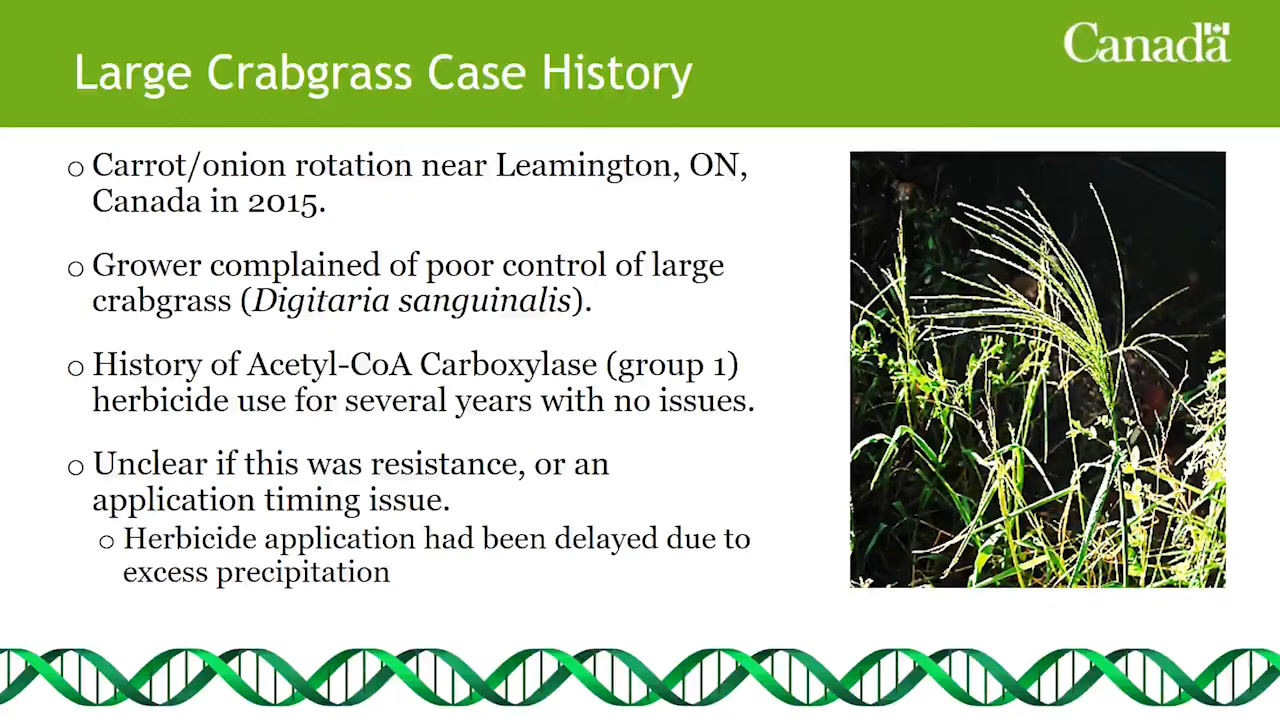 Large Crabgrass Case History
Canada
o Carrot/onion rotation near Leamington, ON,
Canada in 2015.
o Grower complained of poor control of large
crabgrass (Digitaria sanguinalis).
o History of Acetyl-CoA Carboxylase (group 1)
herbicide use for several years with no issues.
o Unclear if this was resistance, or an
application timing issue.
o Herbicide application had been delayed due to
excess precipitation